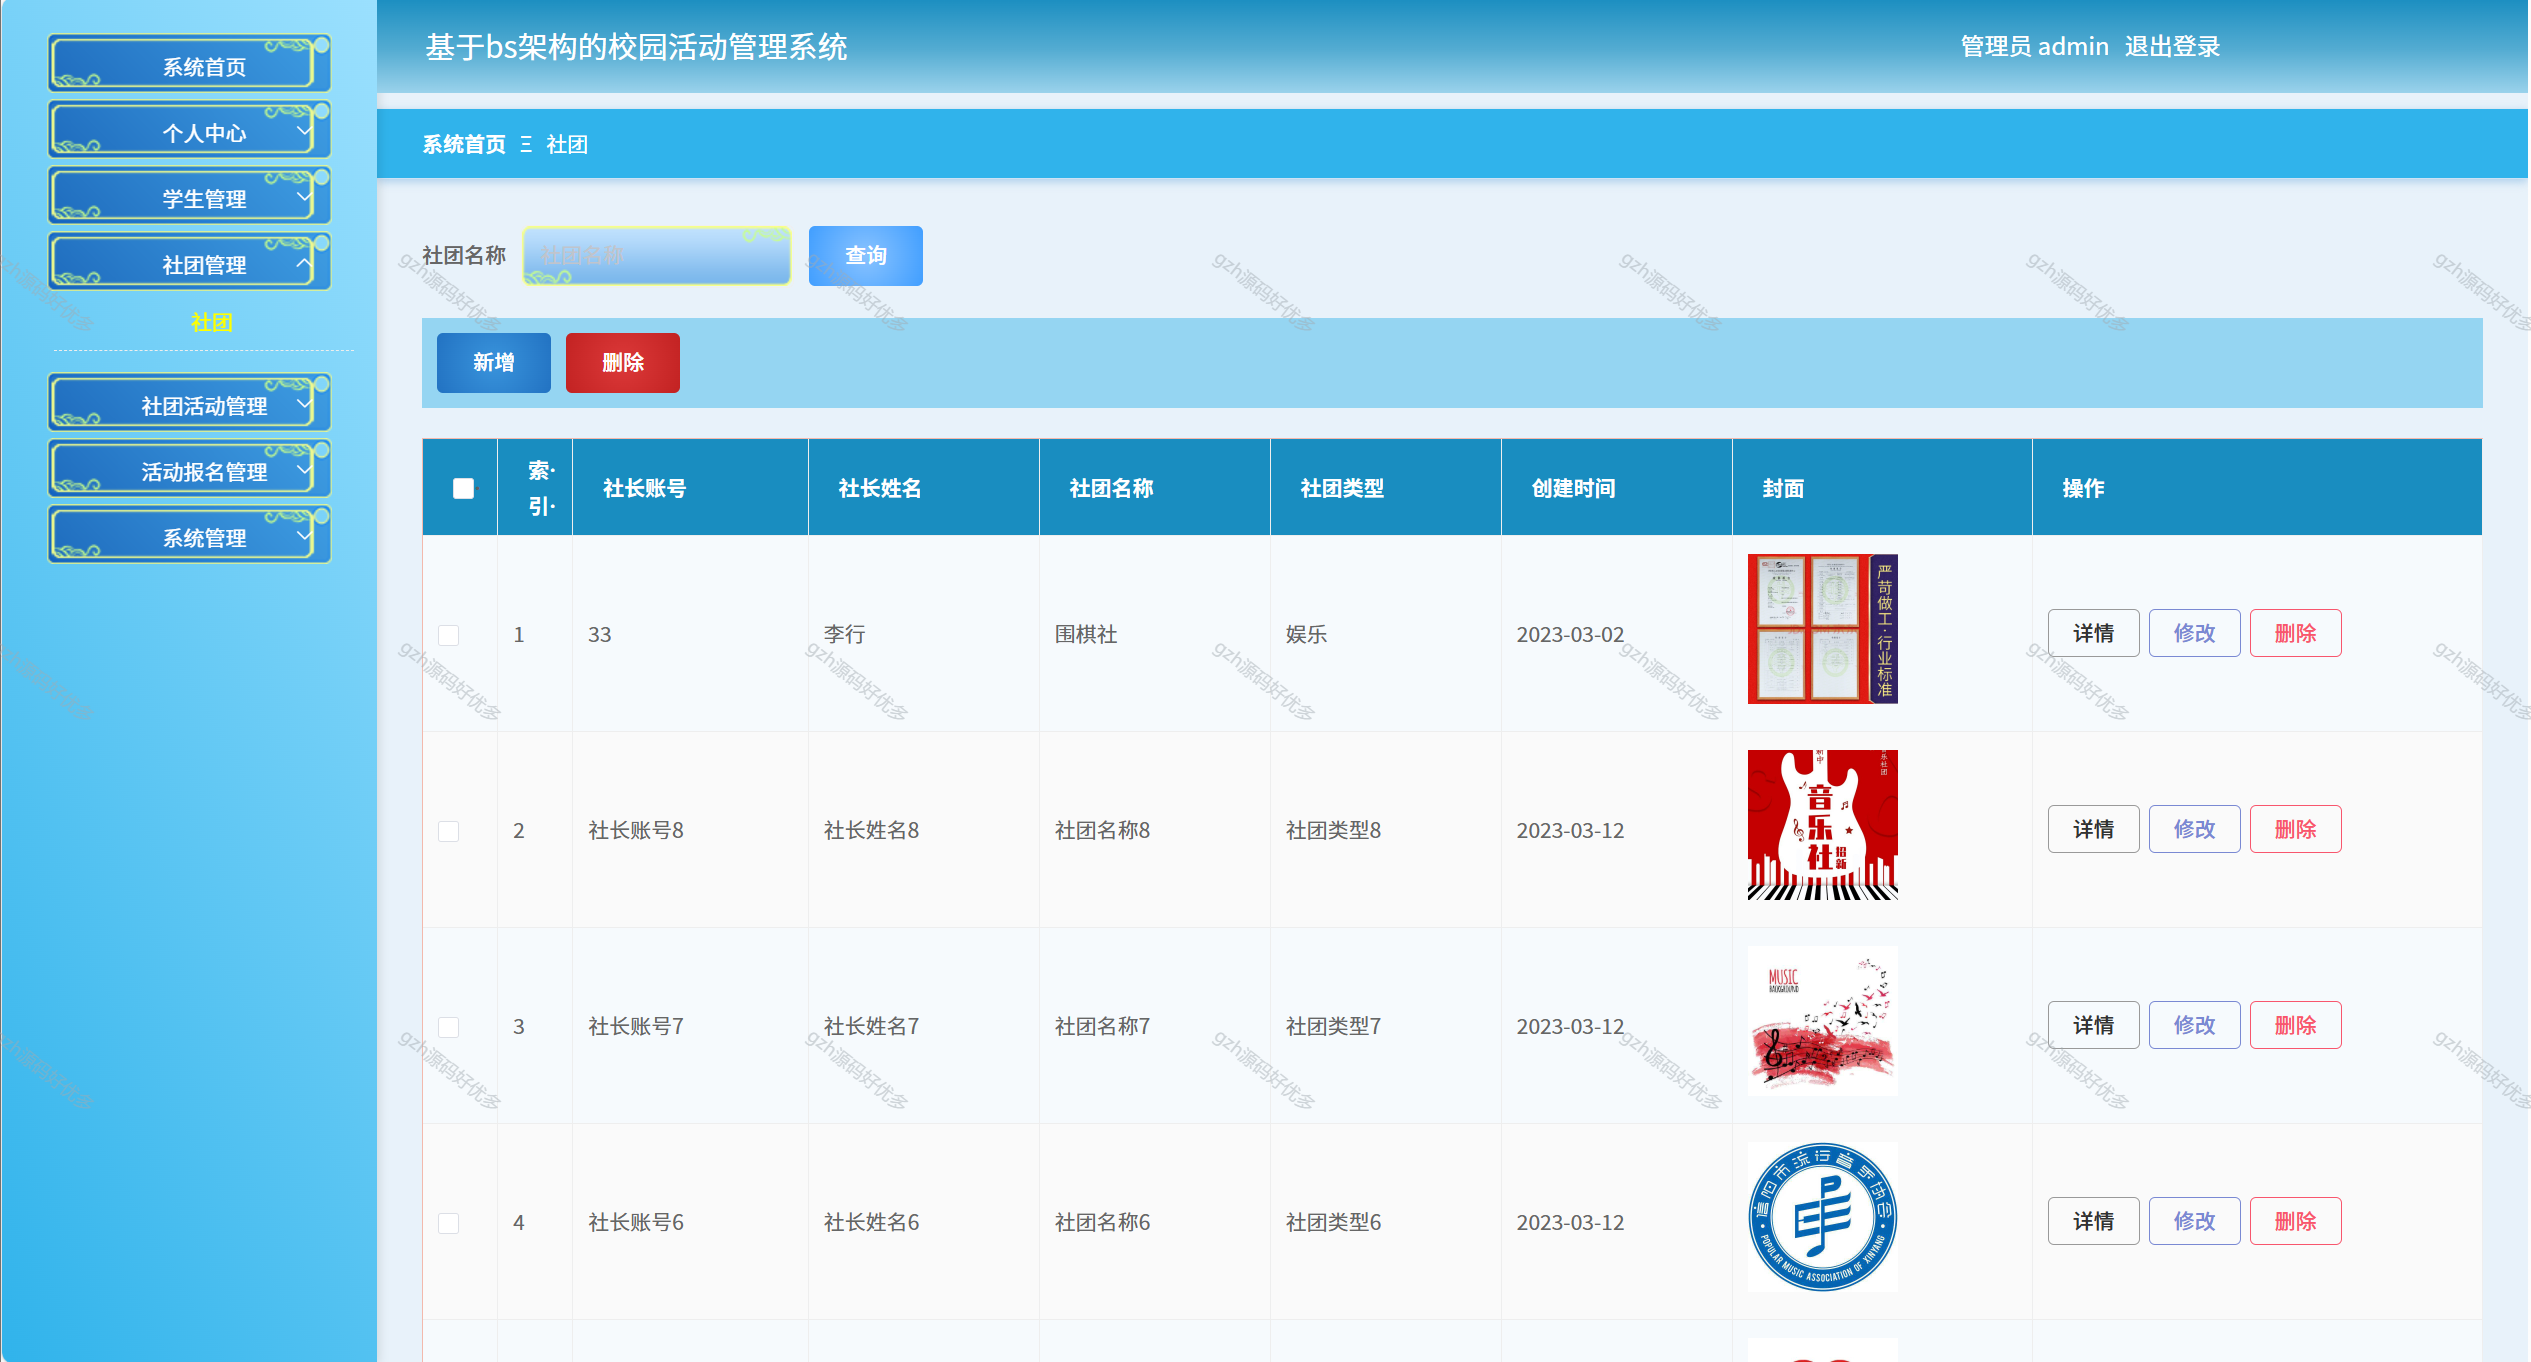 基于bs架构的校园活动管理系统
管理员 admin 退出登录
系统首页
个人中心
学生管理
社团管理
社团
社团活动管理
活动报名管理
系统管理
系统首页 Ξ 社团
社团名称 社团名称 查询
新增 删除
索引 社长账号 社长姓名 社团名称 社团类型 创建时间 封面 操作
1 33 李行 围棋社 娱乐 2023-03-02 详情 修改 删除
严苛做工·行业标准
2 社长账号8 社长姓名8 社团名称8 社团类型8 2023-03-12 详情 修改 删除
音乐社
招新
3 社长账号7 社长姓名7 社团名称7 社团类型7 2023-03-12 详情 修改 删除
MUSIC
BACKGROUND
4 社长账号6 社长姓名6 社团名称6 社团类型6 2023-03-12 详情 修改 删除
信阳市流行音乐协会
POPULAR MUSIC ASSOCIATION OF XINYANG
gzh源码好优多